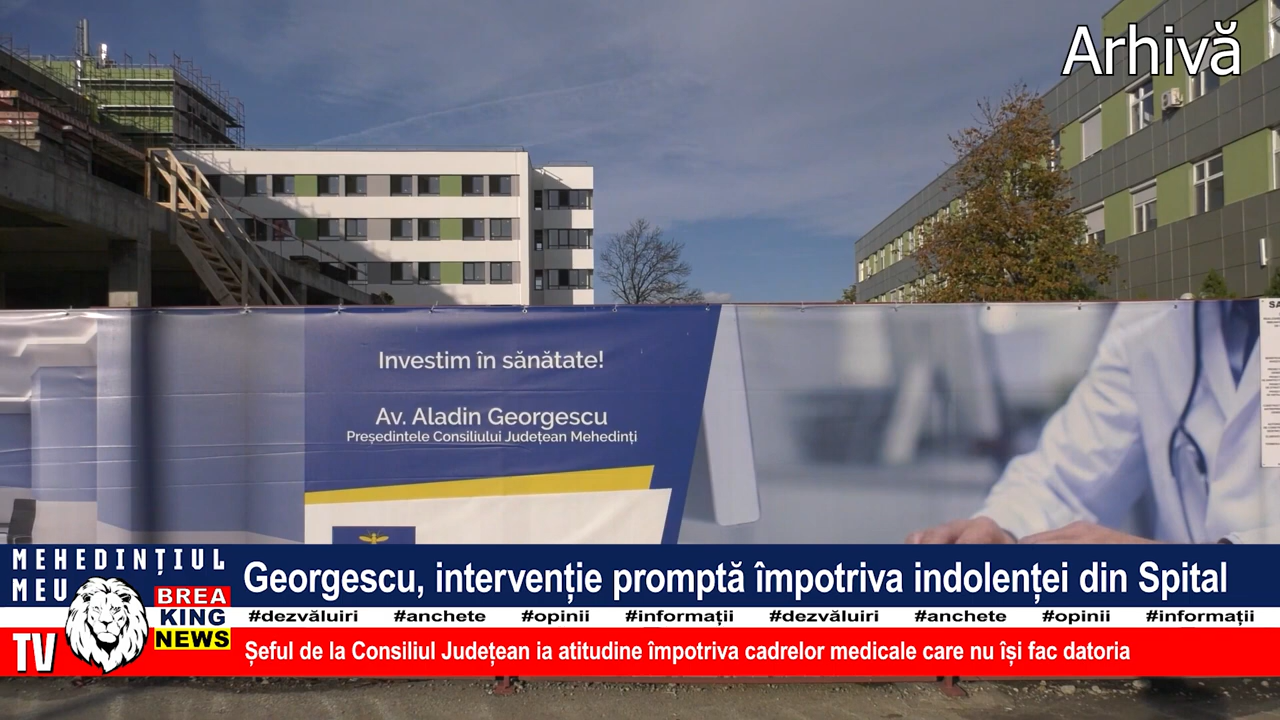 Arhivă
Investim în sănătate!
Av. Aladin Georgescu
Președintele Consiliului Județean Mehedinți
MEHEDINȚIUL
MEU
TV
BREA
KING
NEWS
Georgescu, intervenție promptă împotriva indolenței din Spital
#dezvăluiri #anchete #opinii #informații #dezvăluiri #anchete #opinii #informații
Șeful de la Consiliul Județean ia atitudine împotriva cadrelor medicale care nu își fac datoria